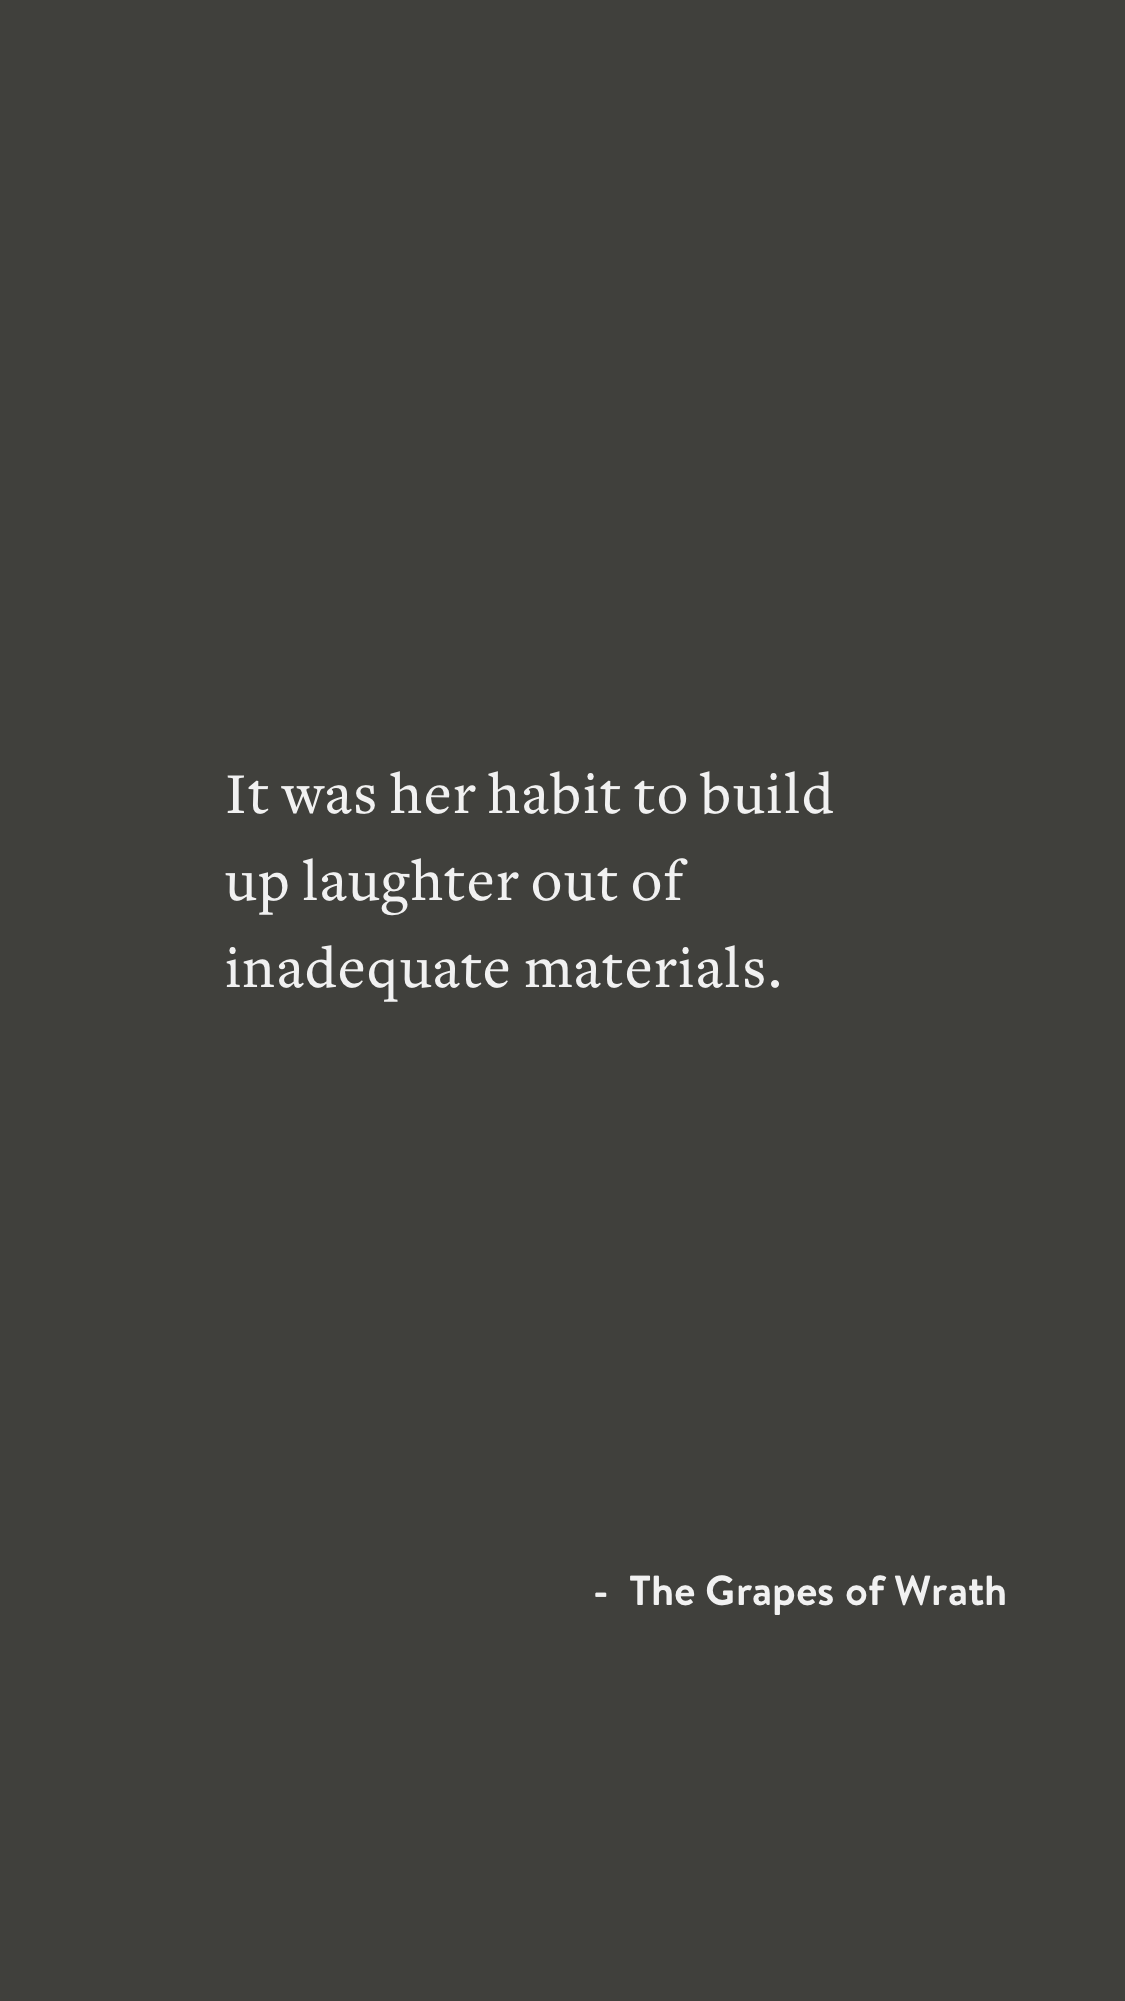 It was her habit to build
up laughter out of
inadequate materials.
- The Grapes of Wrath